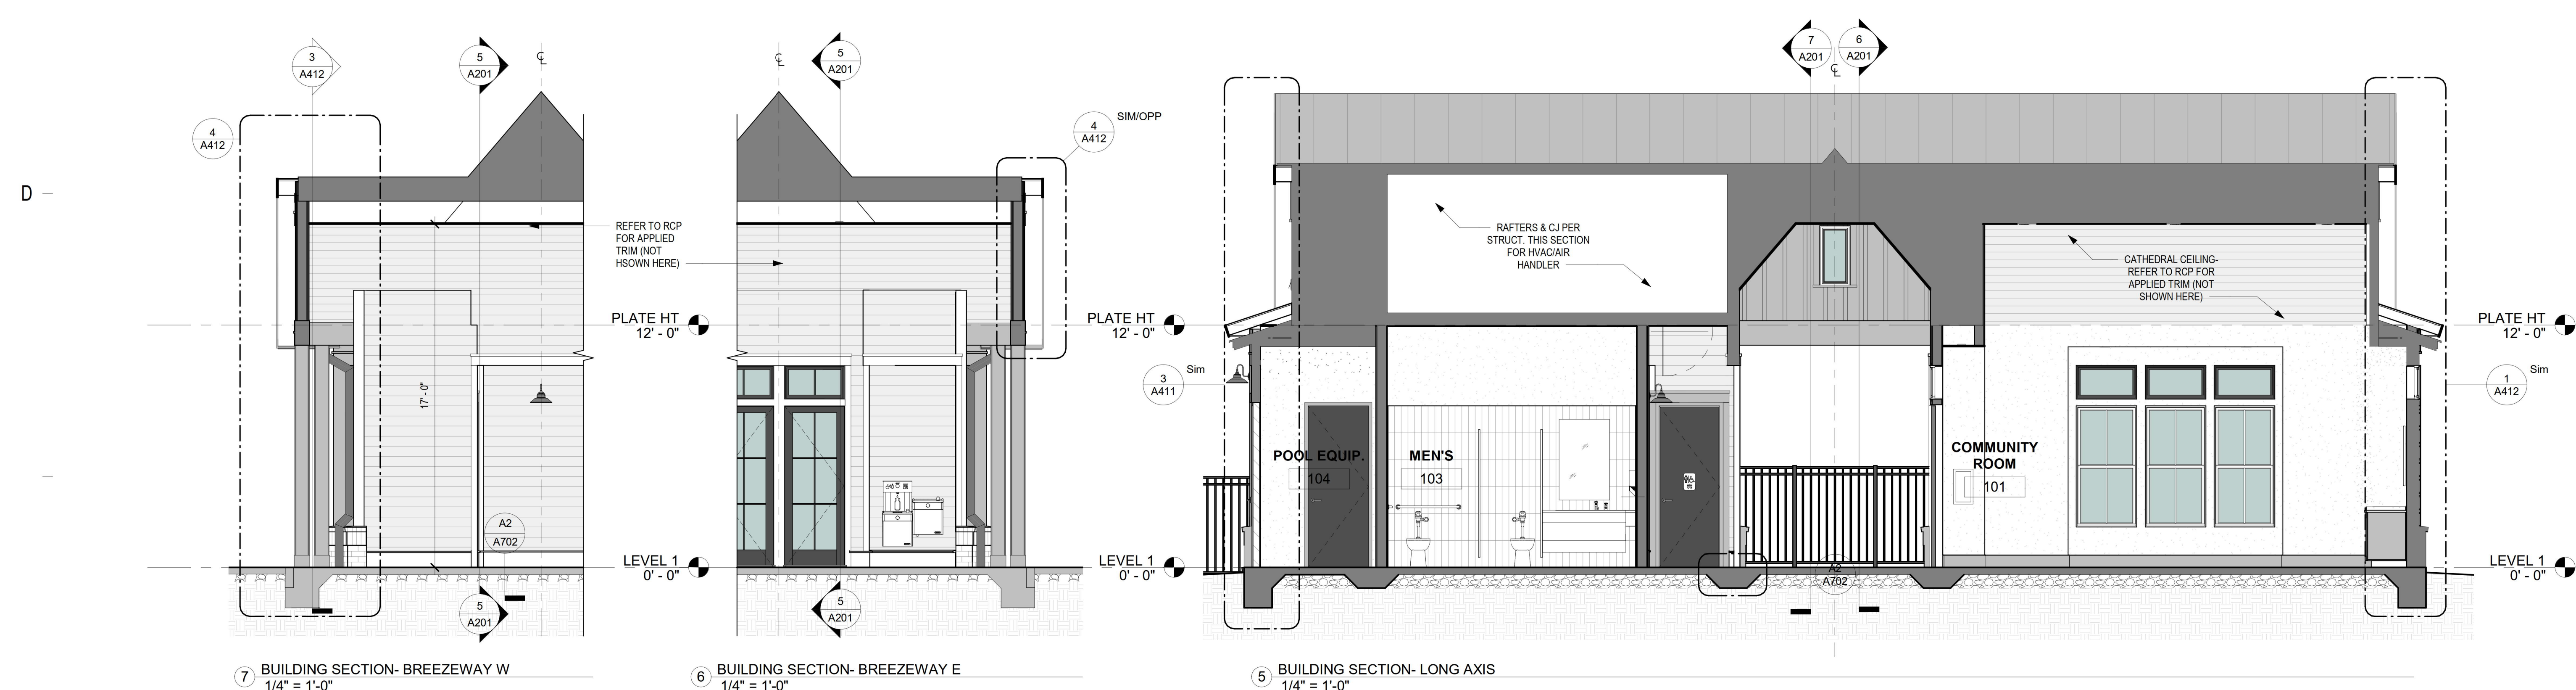 D
3
A412
5
A201
℄
4
A412
REFER TO RCP
FOR APPLIED
TRIM (NOT
HSOWN HERE)
PLATE HT
12' - 0"
17' - 0"
A2
A702
LEVEL 1
0' - 0"
5
A201
7
BUILDING SECTION- BREEZEWAY W
1/4" = 1'-0"
℄
5
A201
4
A412
SIM/OPP
PLATE HT
12' - 0"
LEVEL 1
0' - 0"
5
A201
6
BUILDING SECTION- BREEZEWAY E
1/4" = 1'-0"
7
A201
6
A201
℄
RAFTERS & CJ PER
STRUCT. THIS SECTION
FOR HVAC/AIR
HANDLER
CATHEDRAL CEILING-
REFER TO RCP FOR
APPLIED TRIM (NOT
SHOWN HERE)
PLATE HT
12' - 0"
3
A411
Sim
1
A412
Sim
POOL EQUIP.
104
MEN'S
103
COMMUNITY
ROOM
101
A2
A702
LEVEL 1
0' - 0"
5
BUILDING SECTION- LONG AXIS
1/4" = 1'-0"